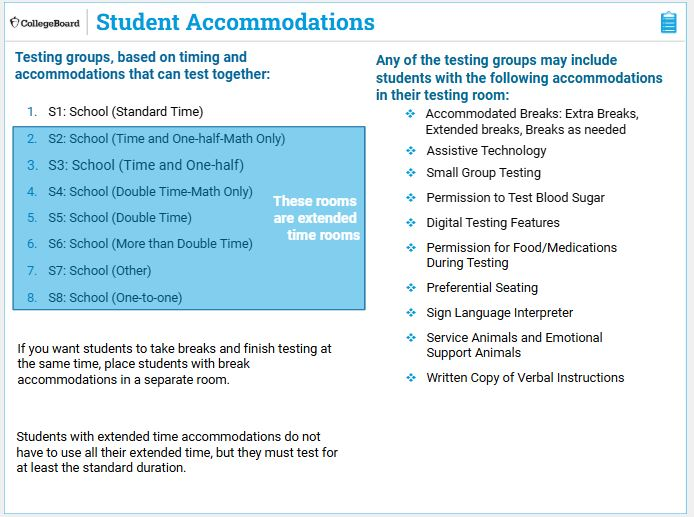 CollegeBoard
Student Accommodations
Testing groups, based on timing and
accommodations that can test together:
1. S1: School (Standard Time)
2. S2: School (Time and One-half-Math Only)
3. S3: School (Time and One-half)
4. S4: School (Double Time-Math Only)
5. S5: School (Double Time)
6. S6: School (More than Double Time)
7. S7: School (Other)
8. S8: School (One-to-one)
These rooms
are extended
time rooms
If you want students to take breaks and finish testing at
the same time, place students with break
accommodations in a separate room.
Students with extended time accommodations do not
have to use all their extended time, but they must test for
at least the standard duration.
Any of the testing groups may include
students with the following accommodations
in their testing room:
❖ Accommodated Breaks: Extra Breaks,
Extended breaks, Breaks as needed
❖ Assistive Technology
❖ Small Group Testing
❖ Permission to Test Blood Sugar
❖ Digital Testing Features
❖ Permission for Food/Medications
During Testing
❖ Preferential Seating
❖ Sign Language Interpreter
❖ Service Animals and Emotional
Support Animals
❖ Written Copy of Verbal Instructions